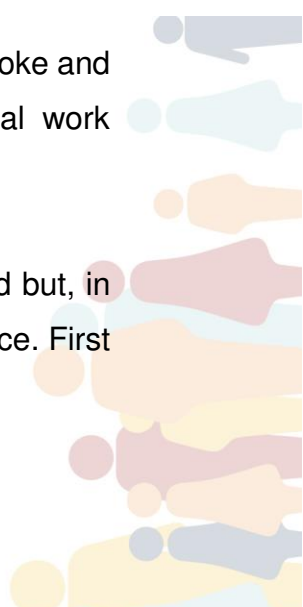 oke and
al work
d but, in
ce. First